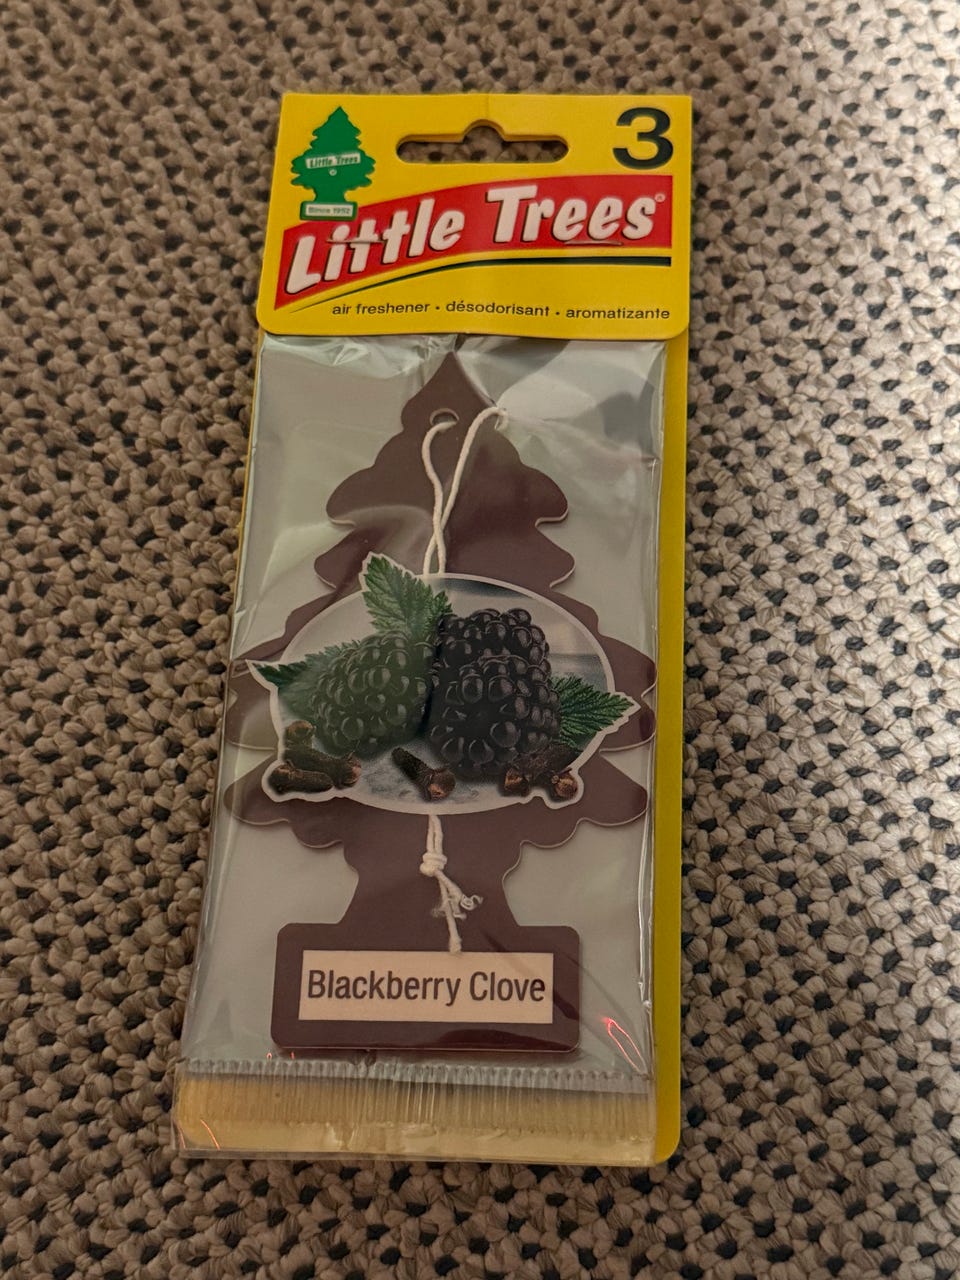 3
Little Trees
Since 1952
Little Trees®
air freshener • désodorisant • aromatizante
Blackberry Clove